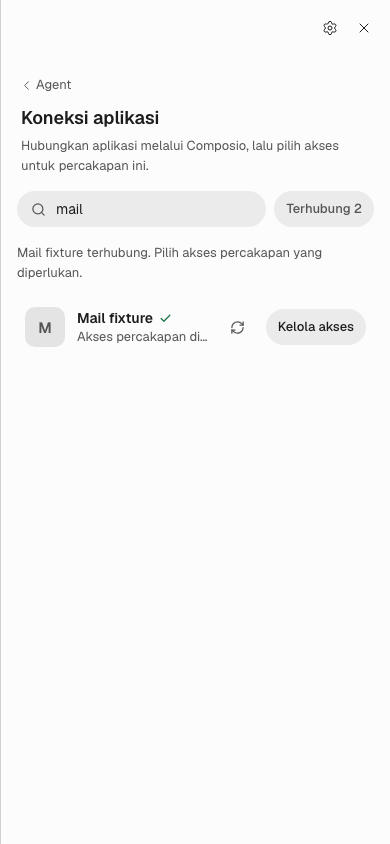 Agent
Koneksi aplikasi
Hubungkan aplikasi melalui Composio, lalu pilih akses
untuk percakapan ini.
mail
Terhubung 2
Mail fixture terhubung. Pilih akses percakapan yang
diperlukan.
M
Mail fixture
Akses percakapan di...
Kelola akses